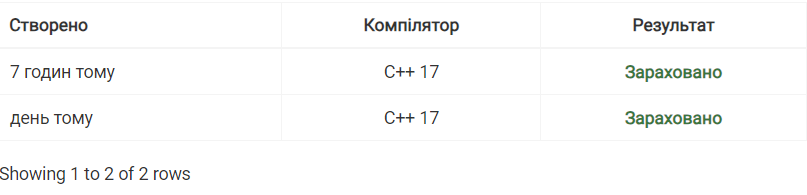 Створено Компілятор Результат
7 годин тому C++ 17 Зараховано
день тому C++ 17 Зараховано
Showing 1 to 2 of 2 rows